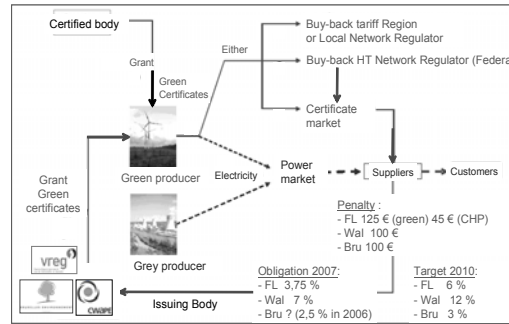 Certified body
Buy-back tariff Region
or Local Network Regulator
Either
Grant
Buy-back HT Network Regulator (Federa
Green
Certificates
Certificate
market
Green producer
Electricity
Power
market
Suppliers
Customers
Grant
Green
certificates
Penalty :
- FL 125 € (green) 45 € (CHP)
- Wal 100 €
- Bru 100 €
Grey producer
vreg
Obligation 2007:
- FL 3,75 %
- Wal 7 %
- Bru ? (2,5 % in 2006)
Target 2010:
- FL 6 %
- Wal 12 %
- Bru 3 %
CWAPE
Issuing Body